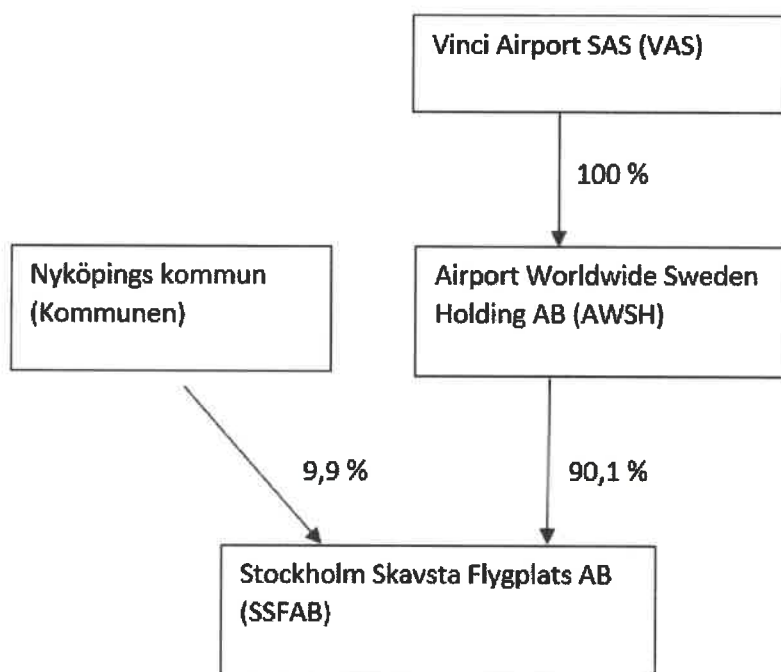 Vinci Airport SAS (VAS)
100 %
Nyköpings kommun
(Kommunen)
Airport Worldwide Sweden
Holding AB (AWSH)
9,9 %
90,1 %
Stockholm Skavsta Flygplats AB
(SSFAB)